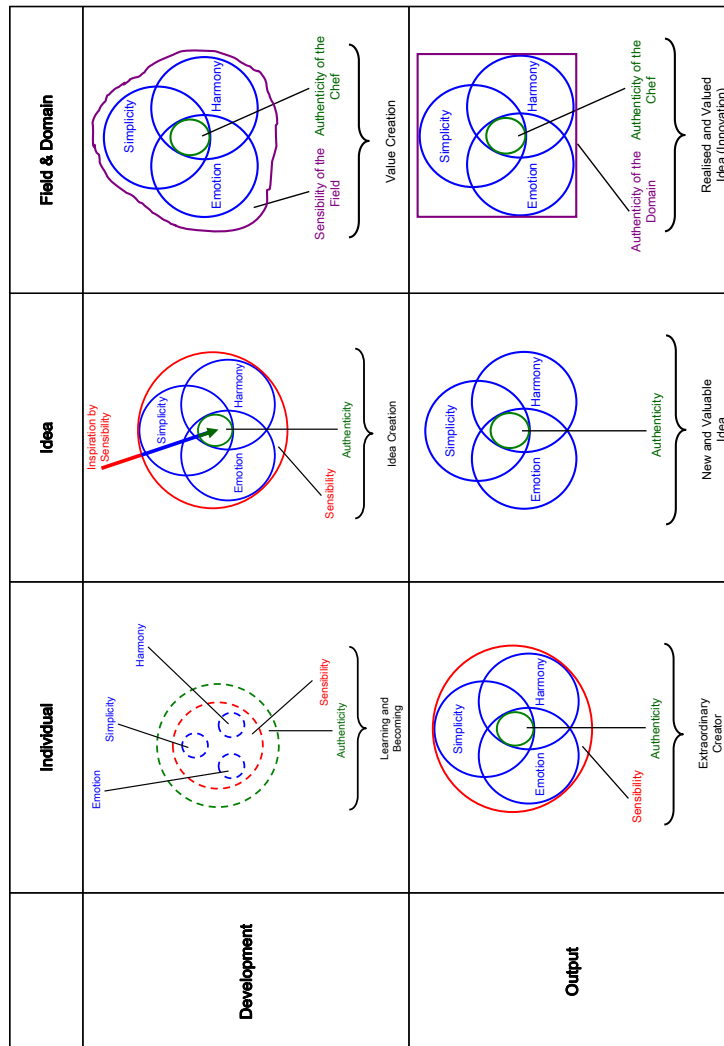 Individual
Idea
Field & Domain
Development
Emotion
Simplicity
Harmony
Sensibility
Authenticity
Learning and
Becoming
Inspiration by
Sensibility
Simplicity
Emotion
Harmony
Sensibility
Authenticity
Idea Creation
Simplicity
Emotion
Harmony
Sensibility of the
Field
Authenticity of the
Chef
Value Creation
Output
Simplicity
Emotion
Harmony
Sensibility
Authenticity
Extraordinary
Creator
Simplicity
Emotion
Harmony
Authenticity
New and Valuable
Idea
Simplicity
Emotion
Harmony
Authenticity of the
Domain
Authenticity of the
Chef
Realised and Valued
Idea (Innovation)